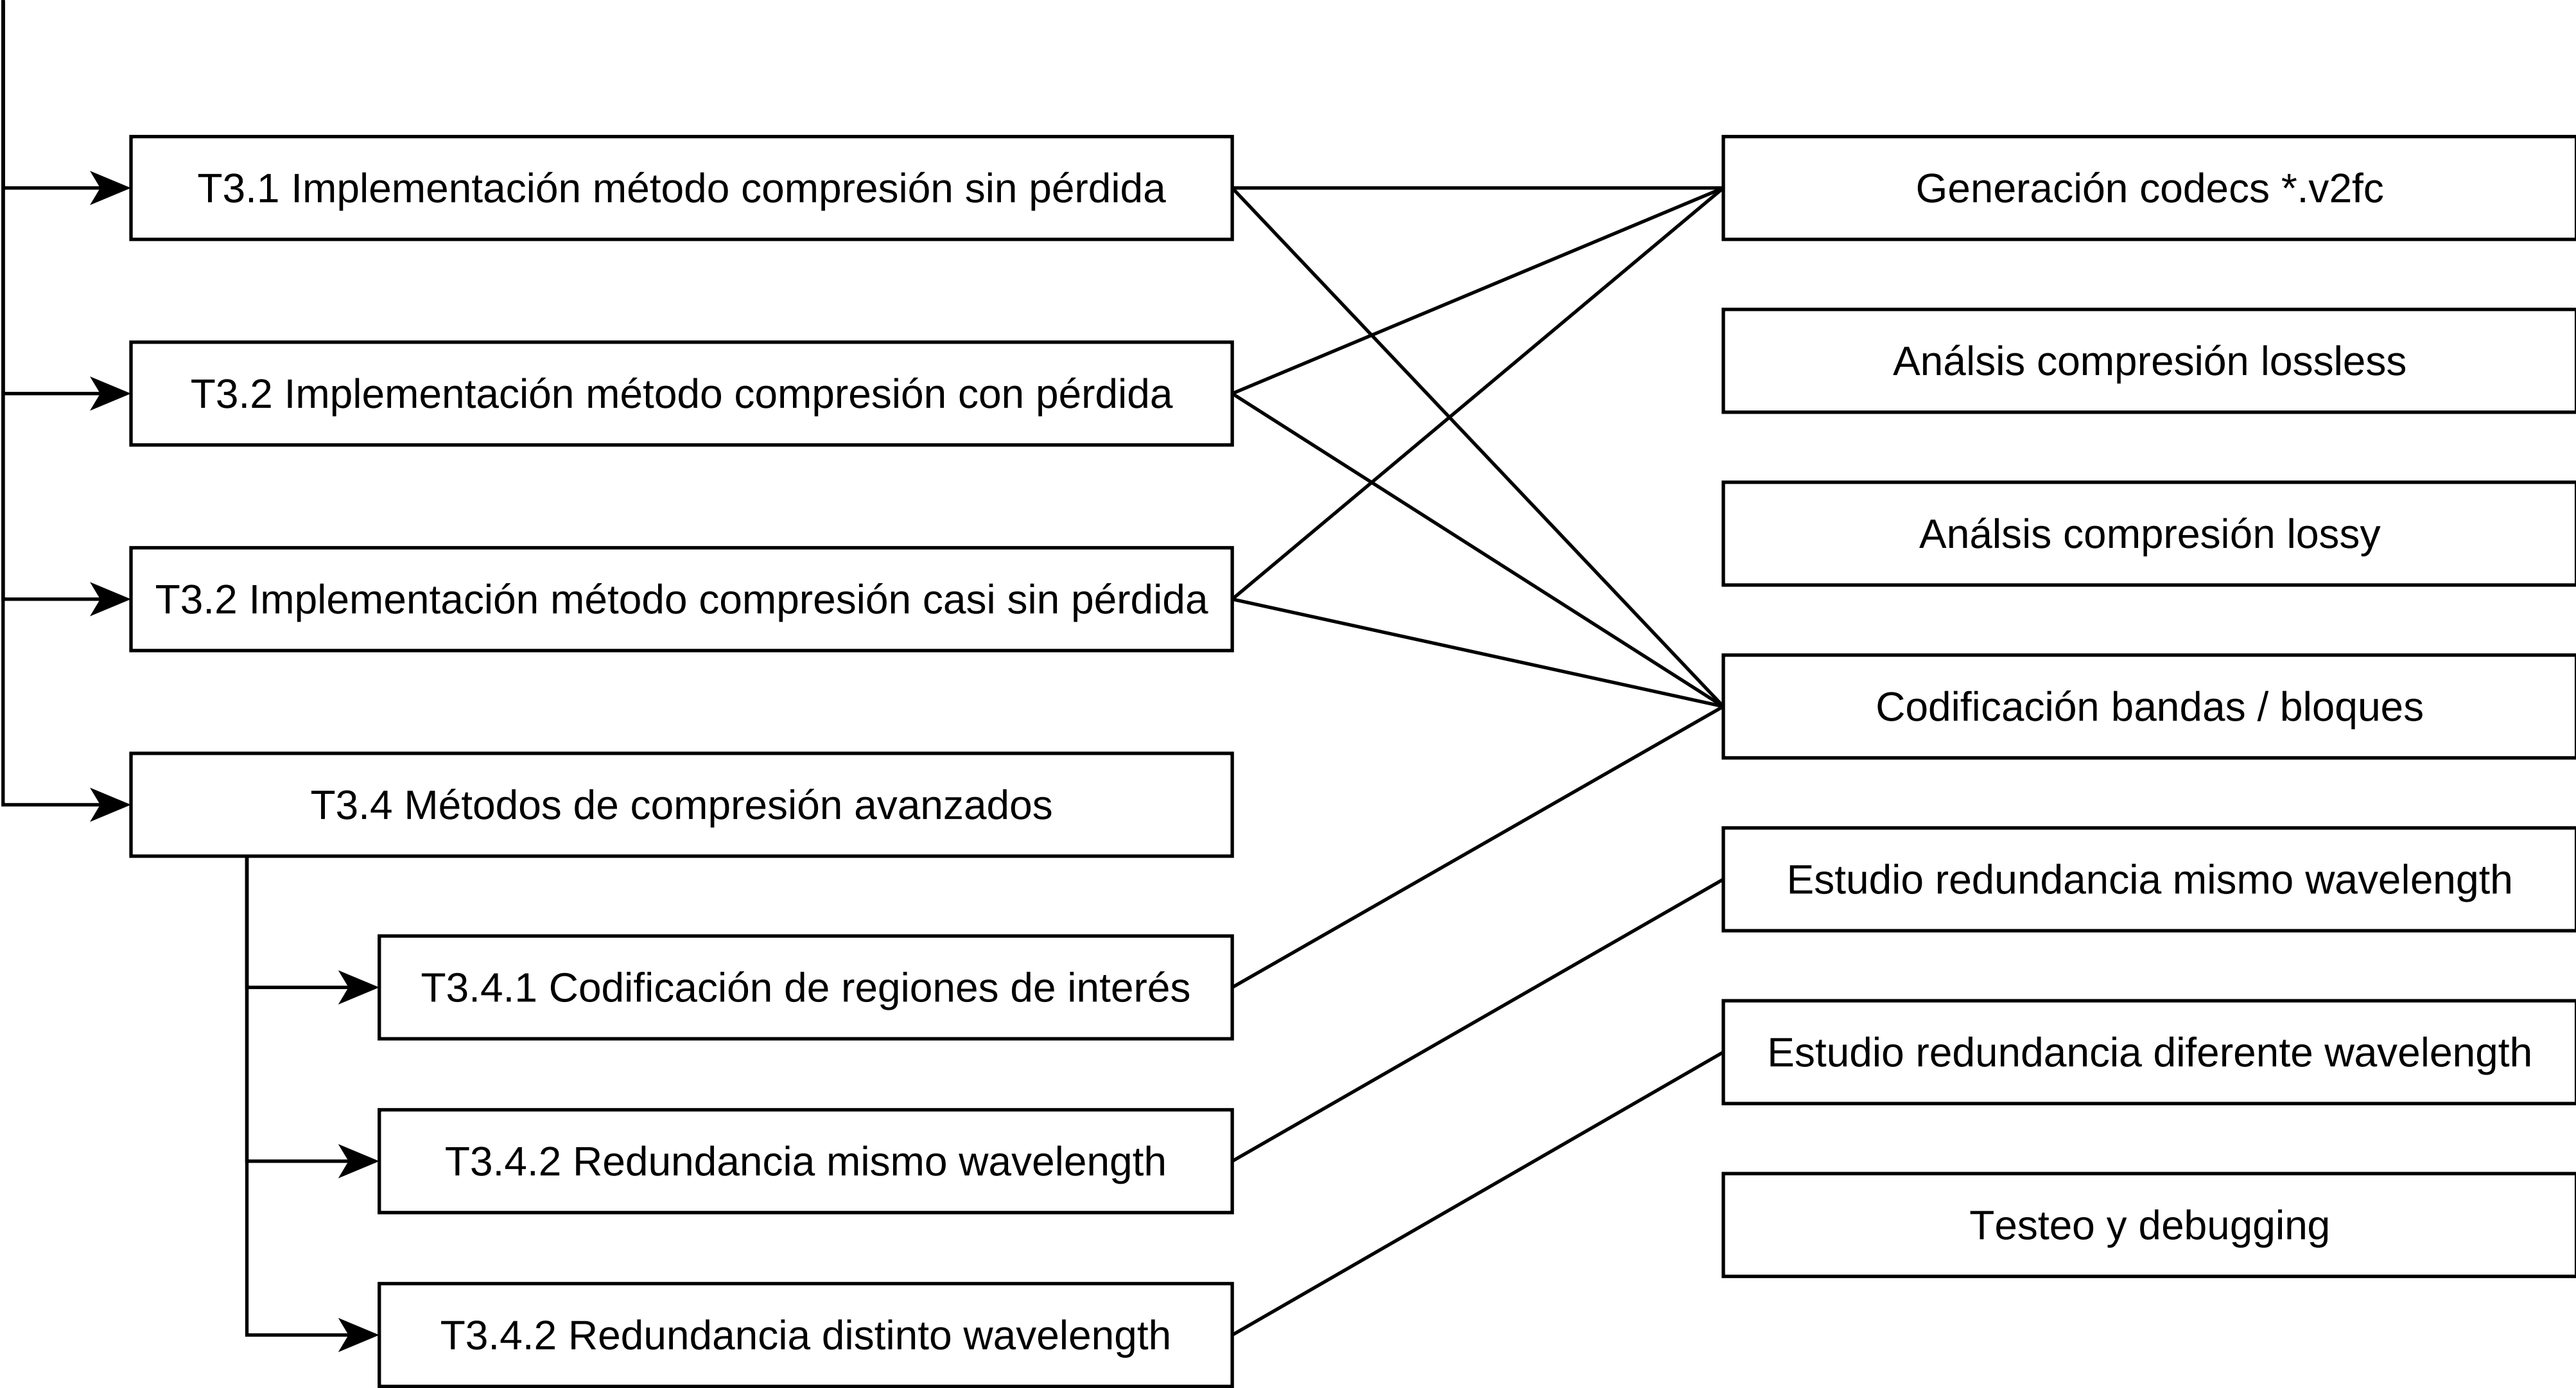 T3.1 Implementación método compresión sin pérdida
T3.2 Implementación método compresión con pérdida
T3.2 Implementación método compresión casi sin pérdida
T3.4 Métodos de compresión avanzados
T3.4.1 Codificación de regiones de interés
T3.4.2 Redundancia mismo wavelength
T3.4.2 Redundancia distinto wavelength
Generación codecs *.v2fc
Análsis compresión lossless
Análsis compresión lossy
Codificación bandas / bloques
Estudio redundancia mismo wavelength
Estudio redundancia diferente wavelength
Testeo y debugging